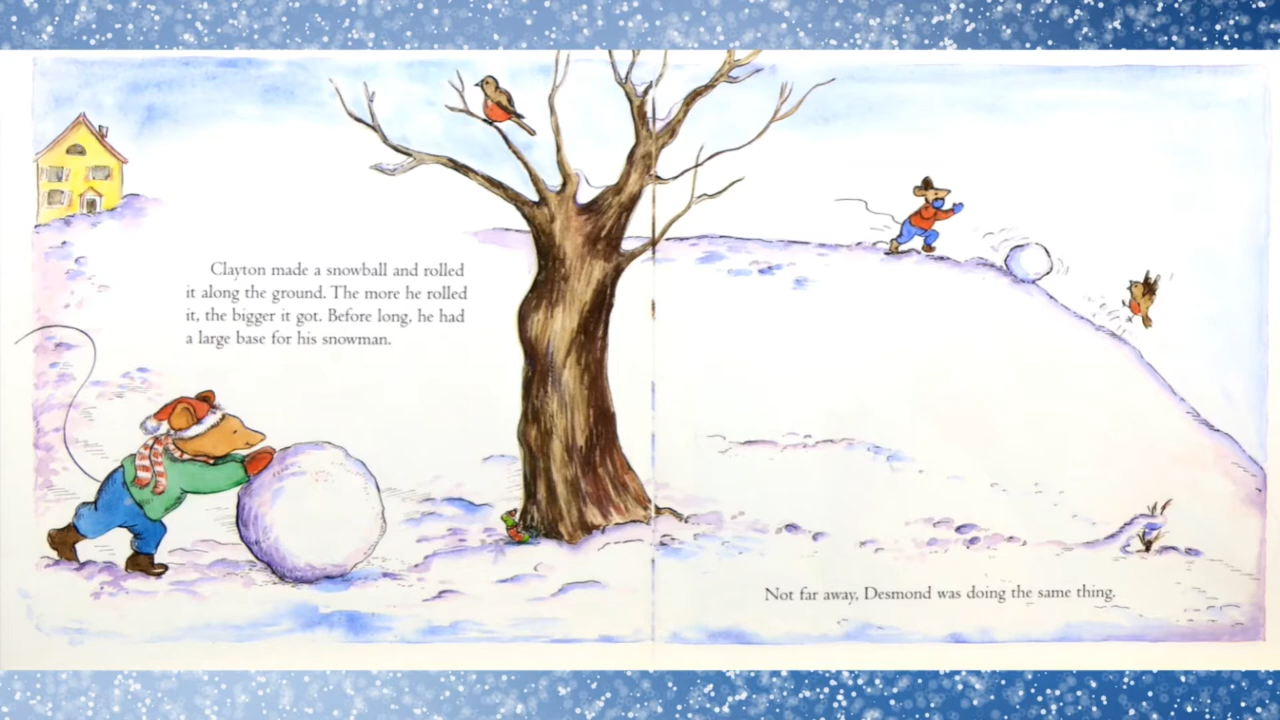 Clayton made a snowball and rolled
it along the ground. The more he rolled
it, the bigger it got. Before long, he had
a large base for his snowman.
Not far away, Desmond was doing the same thing.